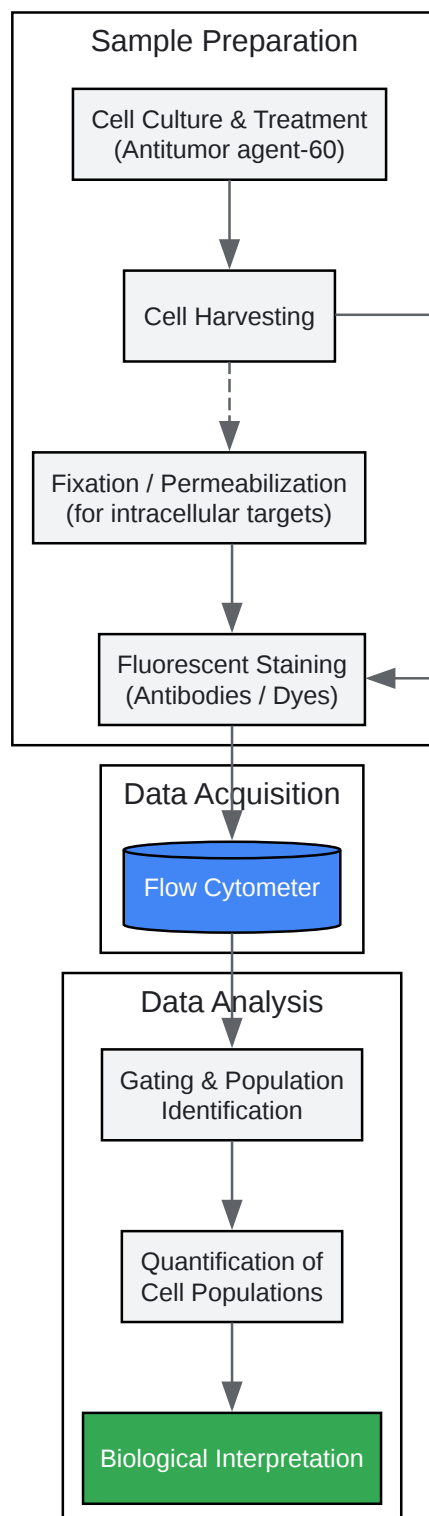 Sample Preparation
Cell Culture & Treatment
(Antitumor agent-60)
Cell Harvesting
Fixation / Permeabilization
(for intracellular targets)
Fluorescent Staining
(Antibodies / Dyes)
Data Acquisition
Flow Cytometer
Data Analysis
Gating & Population
Identification
Quantification of
Cell Populations
Biological Interpretation